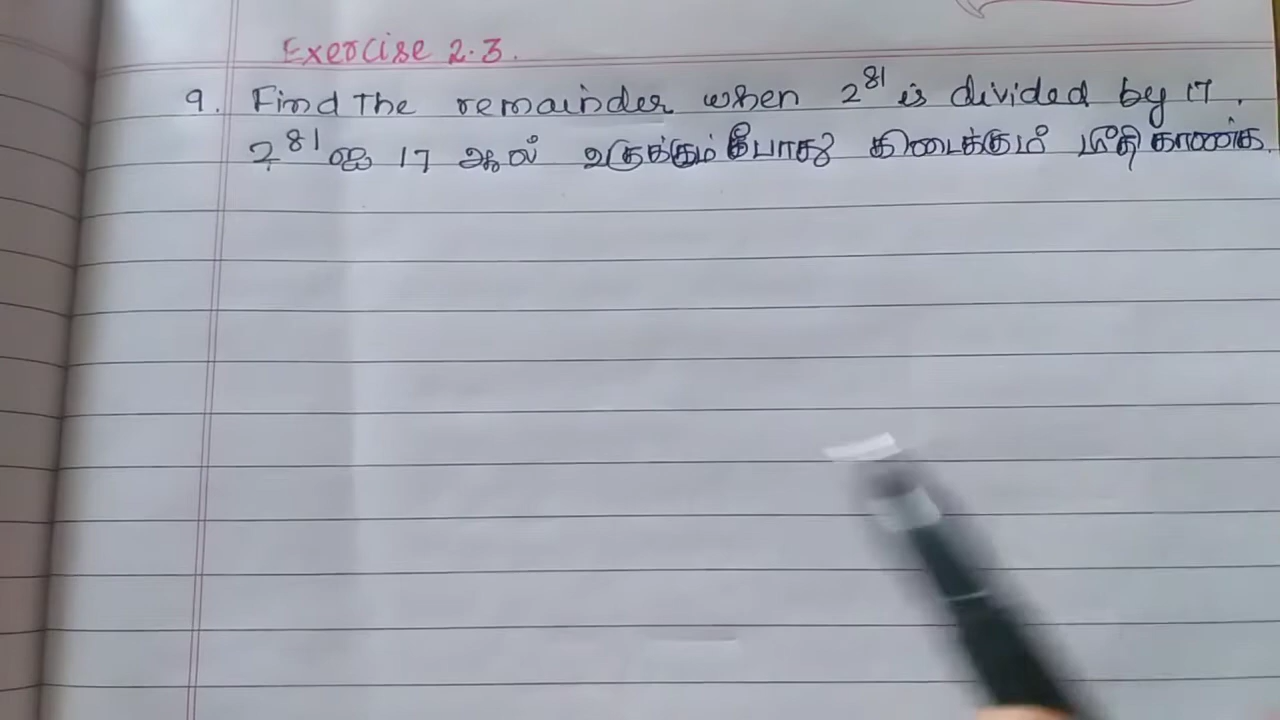 Exercise 2.3.
9. Find The remainder when 2^81 is divided by 17.
2^81 ஐ 17 ஆல் வகுக்கும் போது கிடைக்கும் மீதி காண்க.